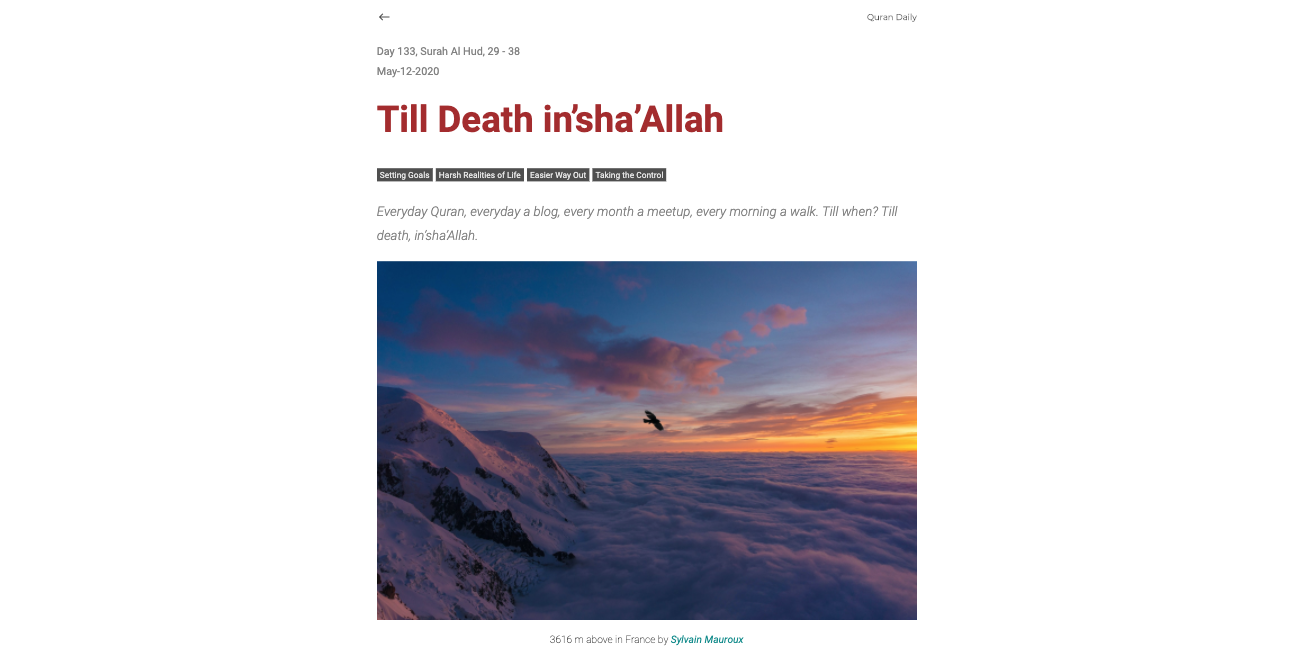 ←
Quran Daily
Day 133, Surah Al Hud, 29 - 38
May-12-2020
Till Death in’sha’Allah
Setting Goals Harsh Realities of Life Easier Way Out Taking the Control
Everyday Quran, everyday a blog, every month a meetup, every morning a walk. Till when? Till
death, in’sha’Allah.
3616 m above in France by Sylvain Mauroux